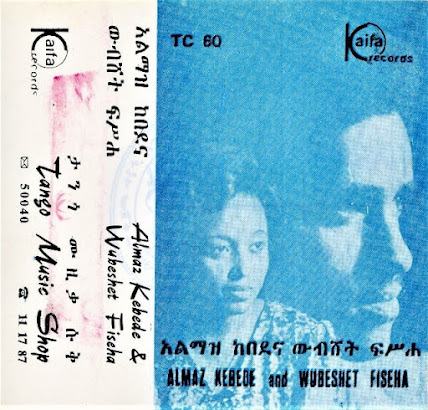 Kaifa
records
አልማዝ ከበደና
ውብሸት ፍሥሐ
Almaz Kebede &
Wubeshet Fiseha
ታንጎ ሙዚቃ ቤት
Tango Music Shop
✉ 50040
☎ 11 17 87
TC 60
Kaifa
records
አልማዝ ከበደና ውብሸት ፍሥሐ
ALMAZ KEBEDE and WUBESHET FISEHA